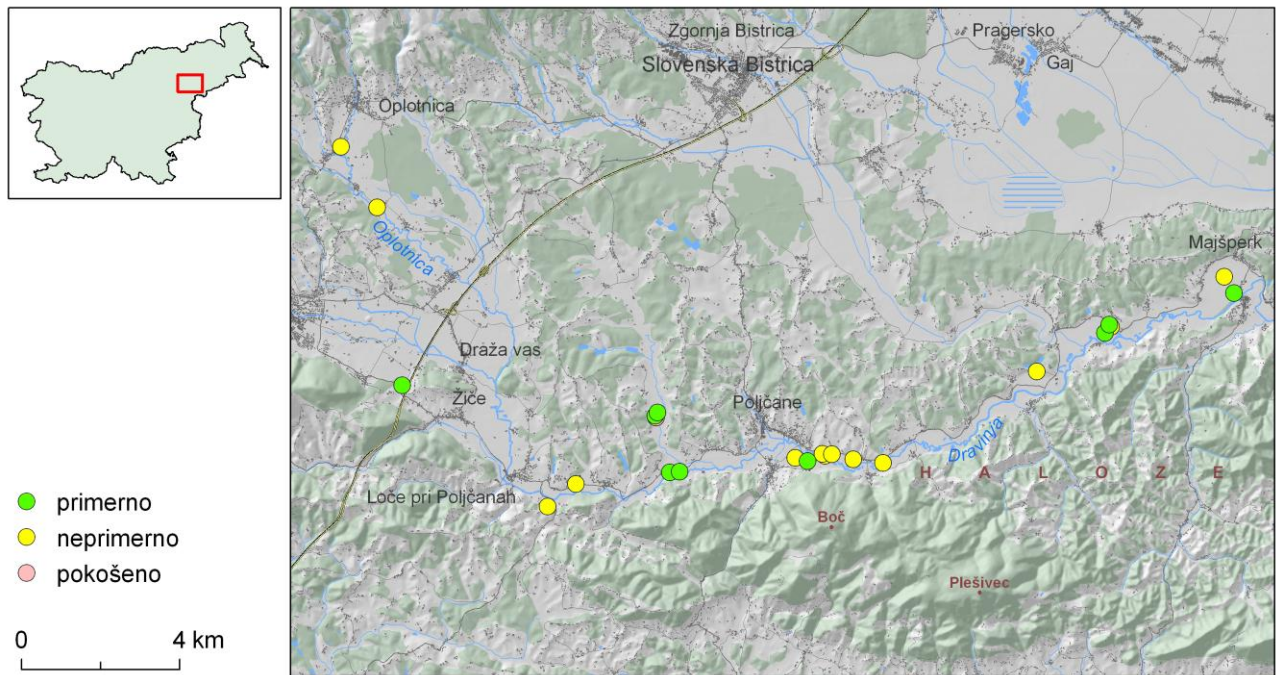 Zgornja Bistrica
Pragersko
Slovenska Bistrica
Gaj
Oplotnica
Oplotnica
Majšperk
Draža vas
Žiče
Poljčane
Dravinja
H A L O Z E
Loče pri Poljčanah
Boč
Plešivec
primerno
neprimerno
pokošeno
0 4 km